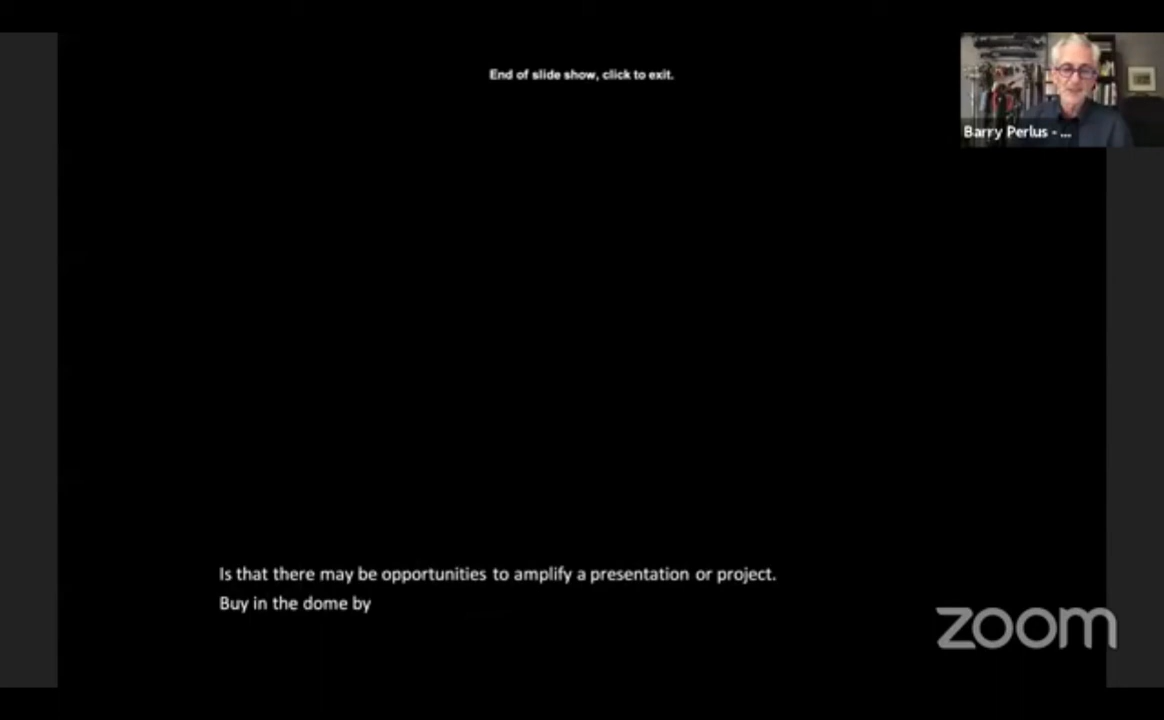 End of slide show, click to exit.
Barry Perlus - ...
Is that there may be opportunities to amplify a presentation or project.
Buy in the dome by
zoom